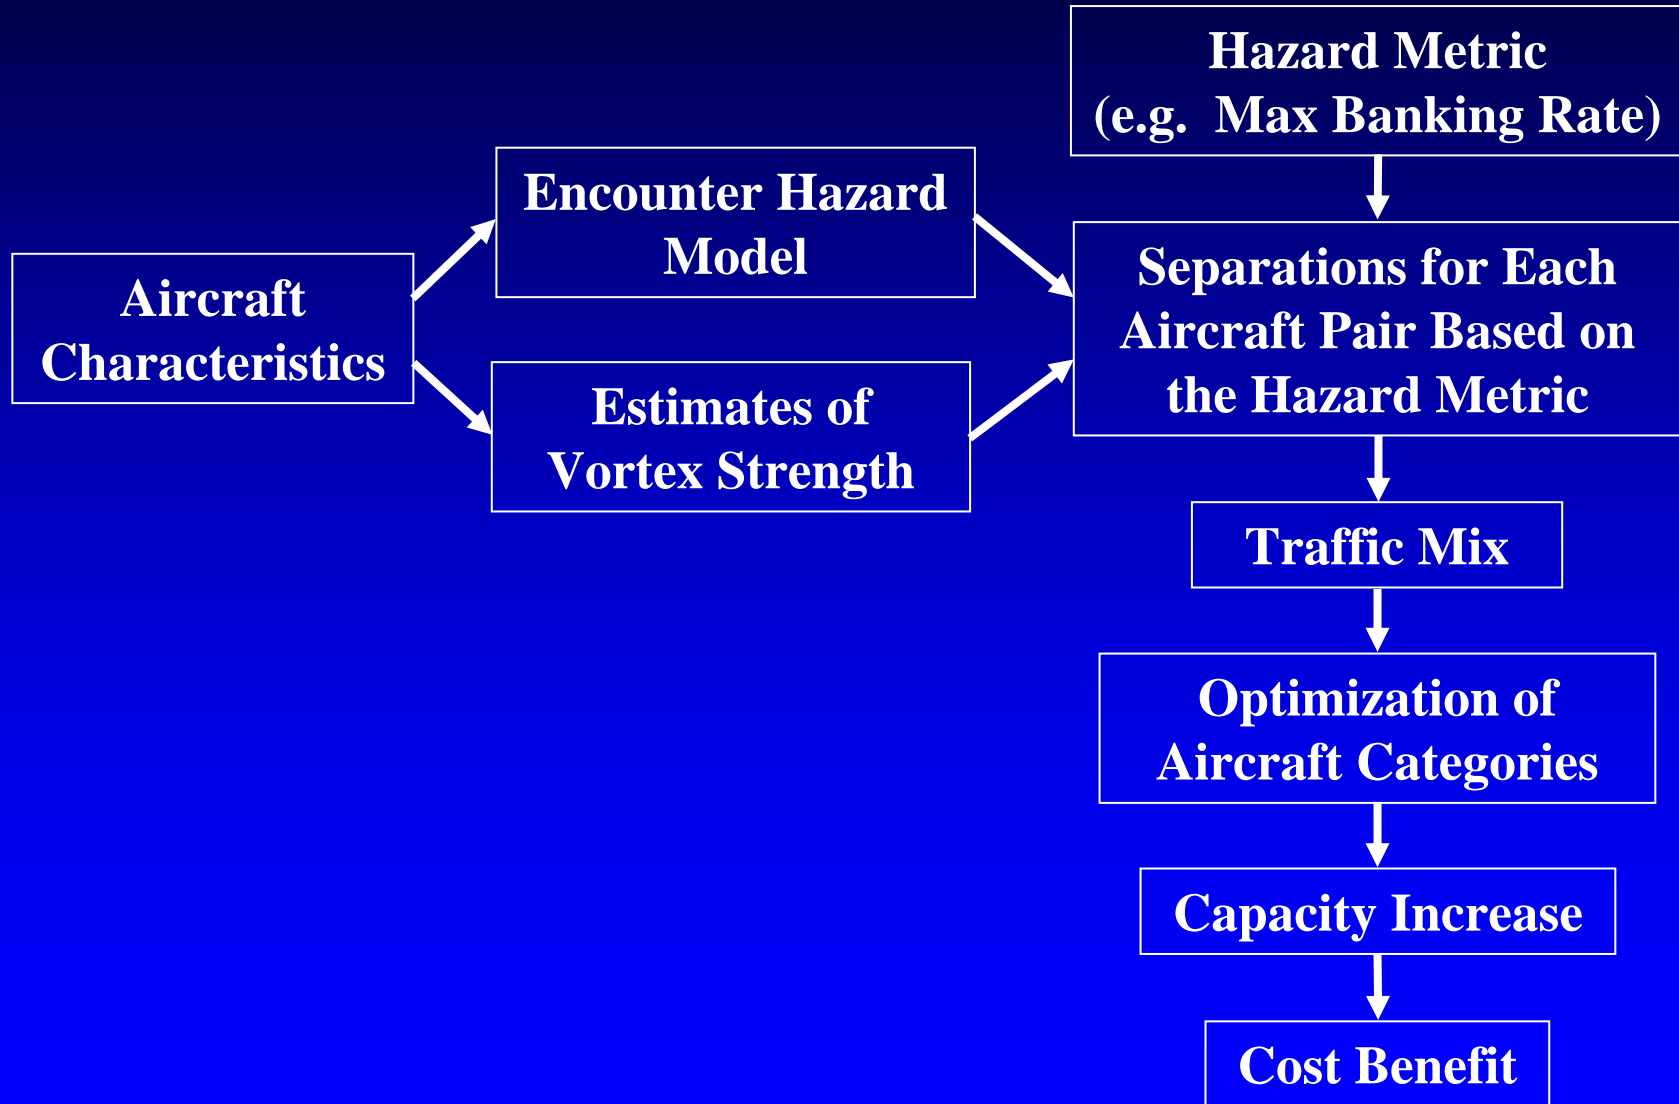 Hazard Metric
(e.g.  Max Banking Rate)
Encounter Hazard
Model
Aircraft
Characteristics
Estimates of
Vortex Strength
Separations for Each
Aircraft Pair Based on
the Hazard Metric
Traffic Mix
Optimization of
Aircraft Categories
Capacity Increase
Cost Benefit